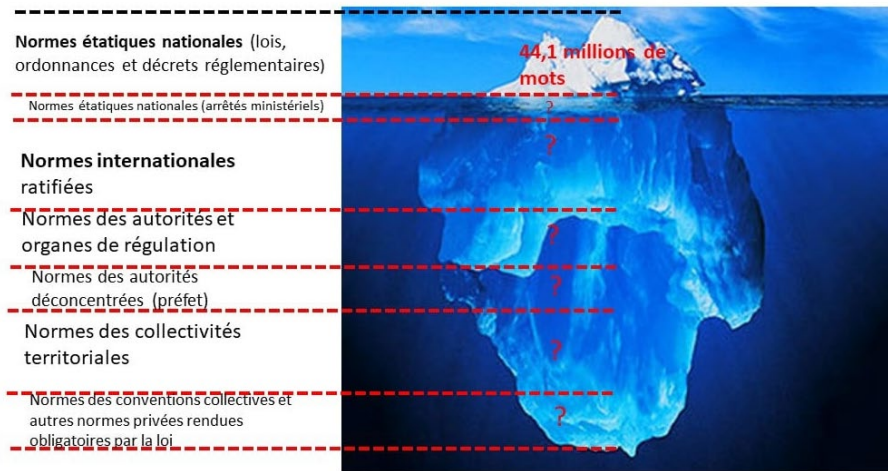 Normes étatiques nationales (lois,
ordonnances et décrets réglementaires)
44,1 millions de
mots
Normes étatiques nationales (arrêtés ministériels)
?
Normes internationales
ratifiées
?
Normes des autorités et
organes de régulation
?
Normes des autorités
déconcentrées (préfet)
?
Normes des collectivités
territoriales
?
Normes des conventions collectives et
autres normes privées rendues
obligatoires par la loi
?